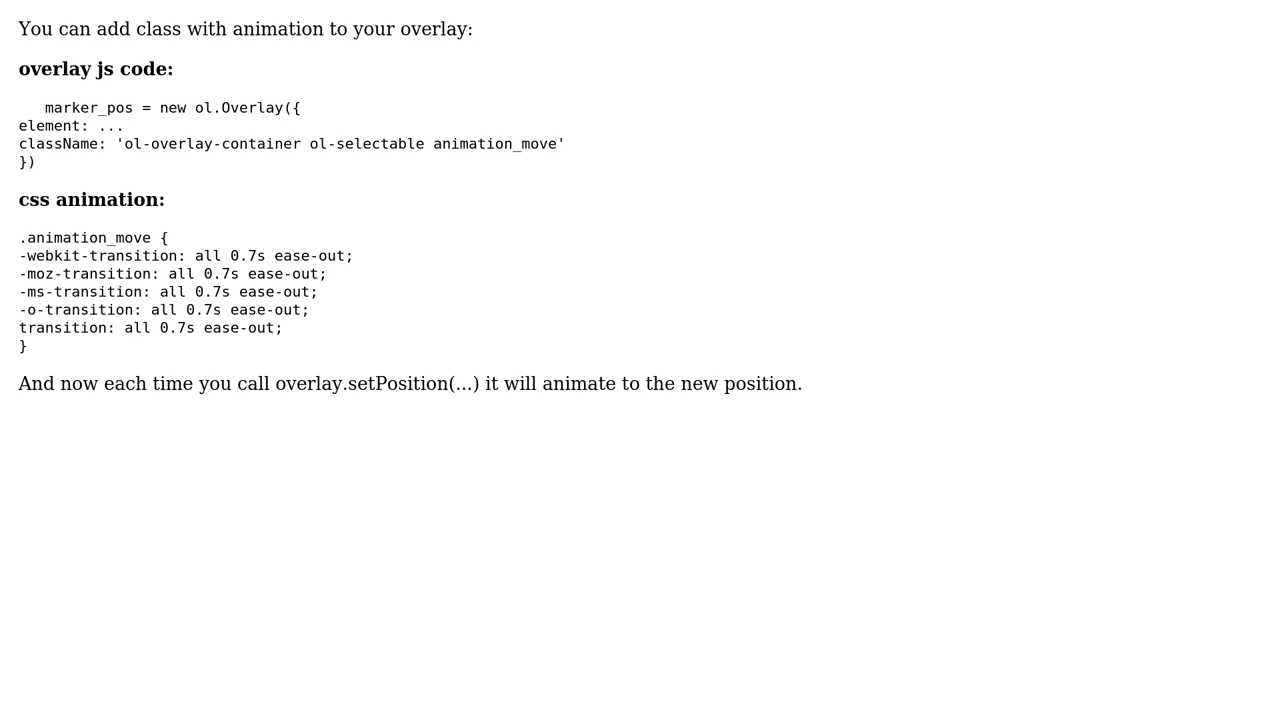 You can add class with animation to your overlay:
overlay js code:
marker_pos = new ol.Overlay({
element: ...
className: 'ol-overlay-container ol-selectable animation_move'
})
css animation:
.animation_move {
-webkit-transition: all 0.7s ease-out;
-moz-transition: all 0.7s ease-out;
-ms-transition: all 0.7s ease-out;
-o-transition: all 0.7s ease-out;
transition: all 0.7s ease-out;
}
And now each time you call overlay.setPosition(...) it will animate to the new position.